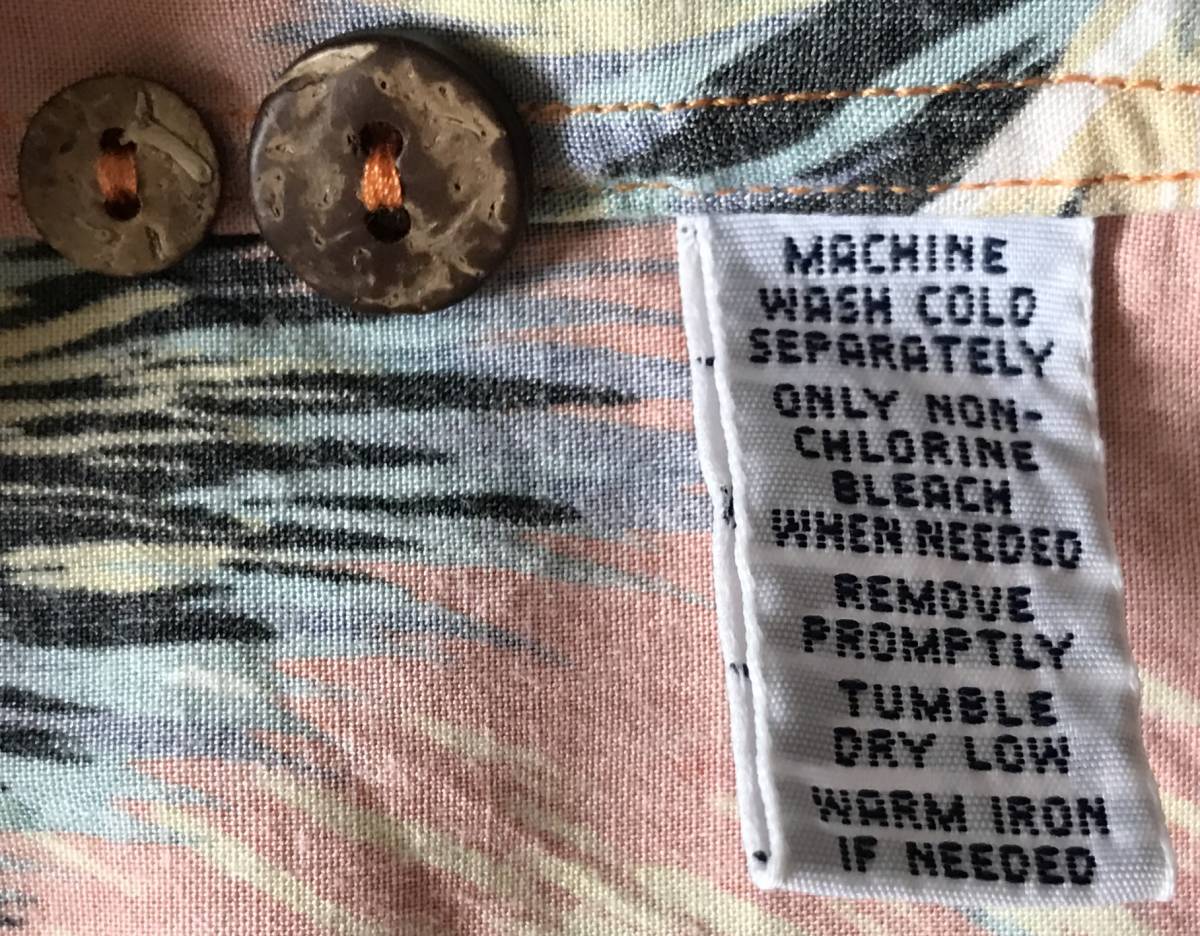 MACHINE
WASH COLD
SEPARATELY
ONLY NON-
CHLORINE
BLEACH
WHEN NEEDED
REMOVE
PROMPTLY
TUMBLE
DRY LOW
WARM IRON
IF NEEDED